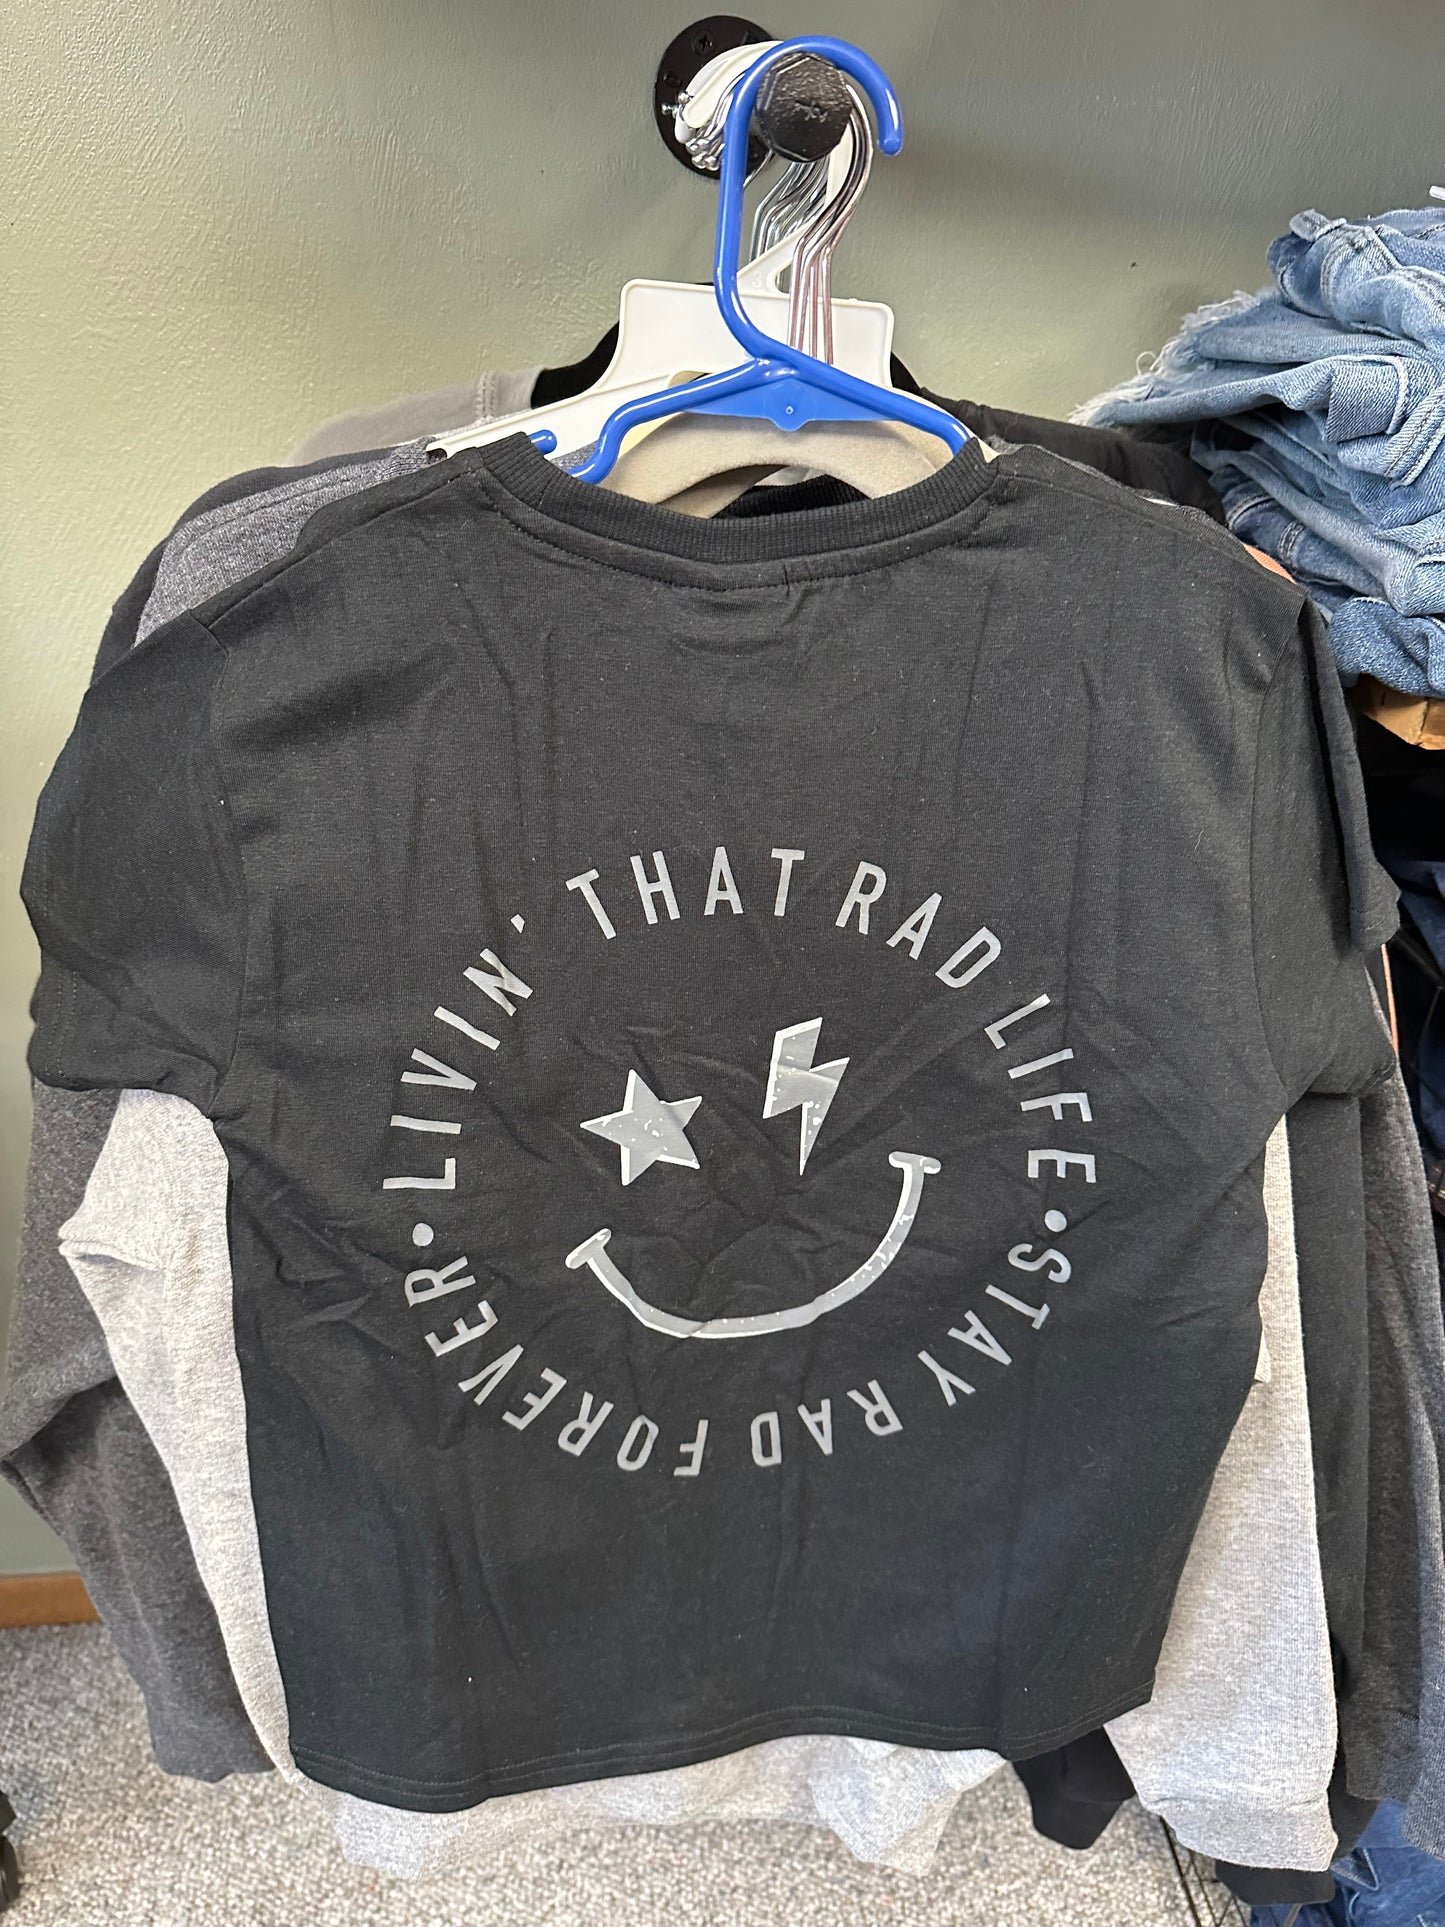 LIVIN' THAT RAD LIFE • STAY RAD FOREVER •